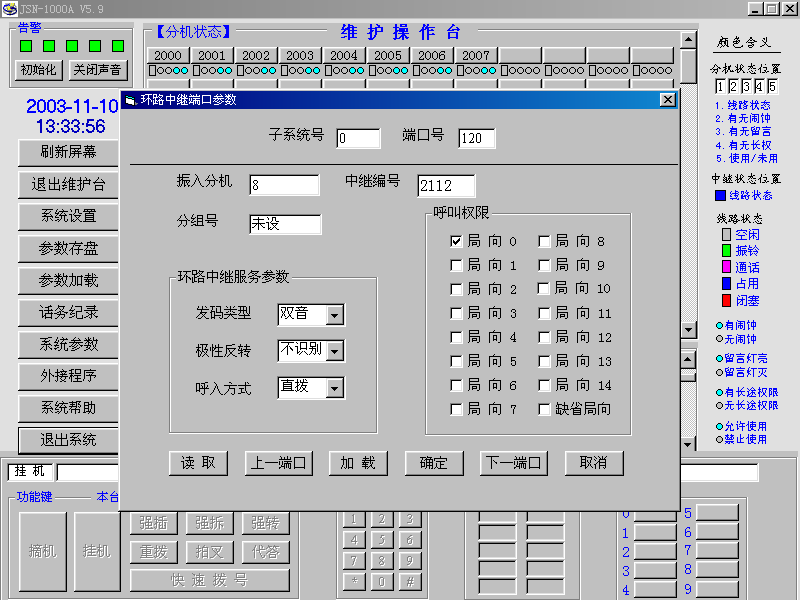 JSN-1000A V5.9
告警
初始化 关闭声音
2003-11-10
13:33:56
刷新屏幕
退出维护台
系统设置
参数存盘
参数加载
话务纪录
系统参数
外接程序
系统帮助
退出系统
【分机状态】 维护操作台
2000 2001 2002 2003 2004 2005 2006 2007
环路中继端口参数
子系统号 0 端口号 120
振入分机 8 中继编号 2112
分组号 未设
环路中继服务参数
发码类型 双音
极性反转 不识别
呼入方式 直拨
呼叫权限
局 向 0 局 向 8
局 向 1 局 向 9
局 向 2 局 向 10
局 向 3 局 向 11
局 向 4 局 向 12
局 向 5 局 向 13
局 向 6 局 向 14
局 向 7 缺省局向
读 取 上一端口 加 载 确定 下一端口 取消
颜色含义
分机状态位置
1 2 3 4 5
1. 线路状态
2. 有无闹钟
3. 有无留言
4. 有无长权
5. 使用/未用
中继状态位置
线路状态
线路状态
空闲
振铃
通话
占用
闭塞
有闹钟
无闹钟
留言灯亮
留言灯灭
有长途权限
无长途权限
允许使用
禁止使用
挂 机
功能键 本台
摘机 挂机
强插 强拆 强转
重拨 拍叉 代答
快 速 拨 号
1 2 3
4 5 6
7 8 9
* 0 #
0 5
1 6
2 7
3 8
4 9